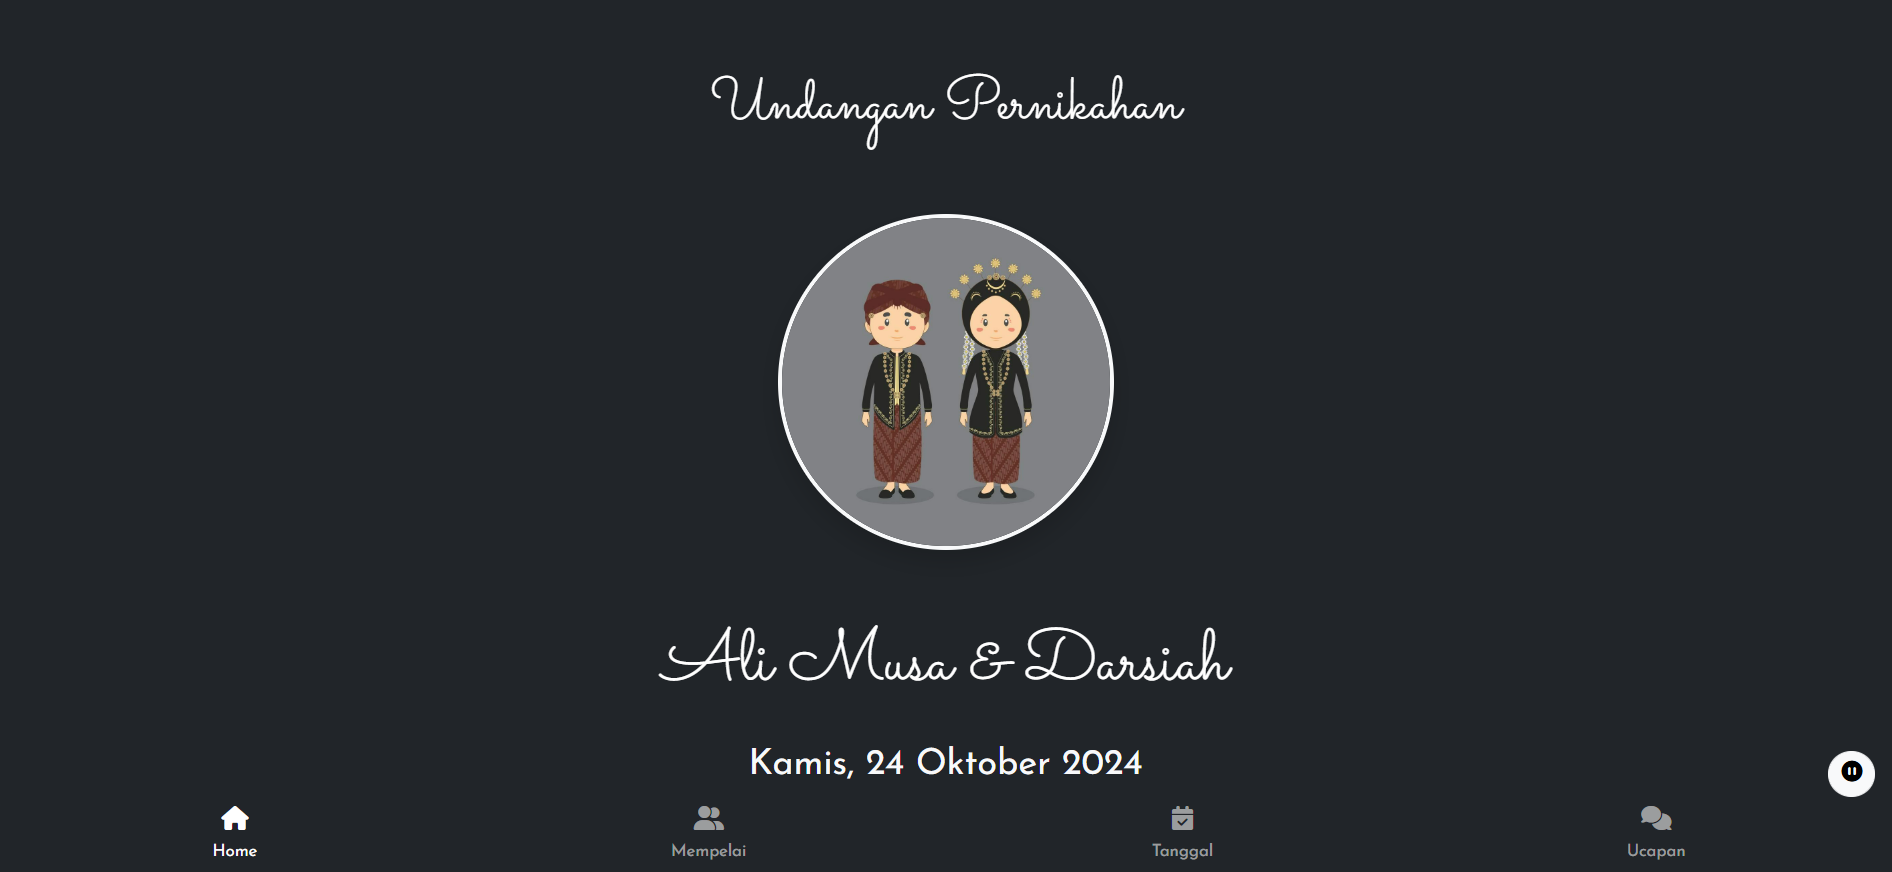 Undangan Pernikahan
Ali Musa & Darsiah
Kamis, 24 Oktober 2024
Home
Mempelai
Tanggal
Ucapan